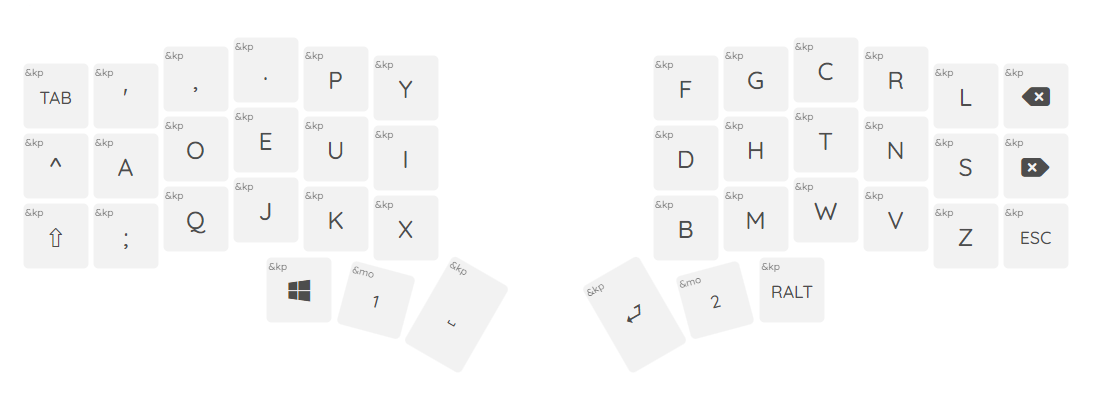 &kp &kp &kp &kp &kp &kp &kp &kp &kp &kp &kp &kp
TAB ' , . P Y F G C R L
&kp &kp &kp &kp &kp &kp &kp &kp &kp &kp &kp &kp
^ A O E U I D H T N S
&kp &kp &kp &kp &kp &kp &kp &kp &kp &kp &kp &kp
⇧ ; Q J K X B M W V Z ESC
&kp &mo &kp &kp &mo &kp
1 ⎵ ⏎ 2 RALT